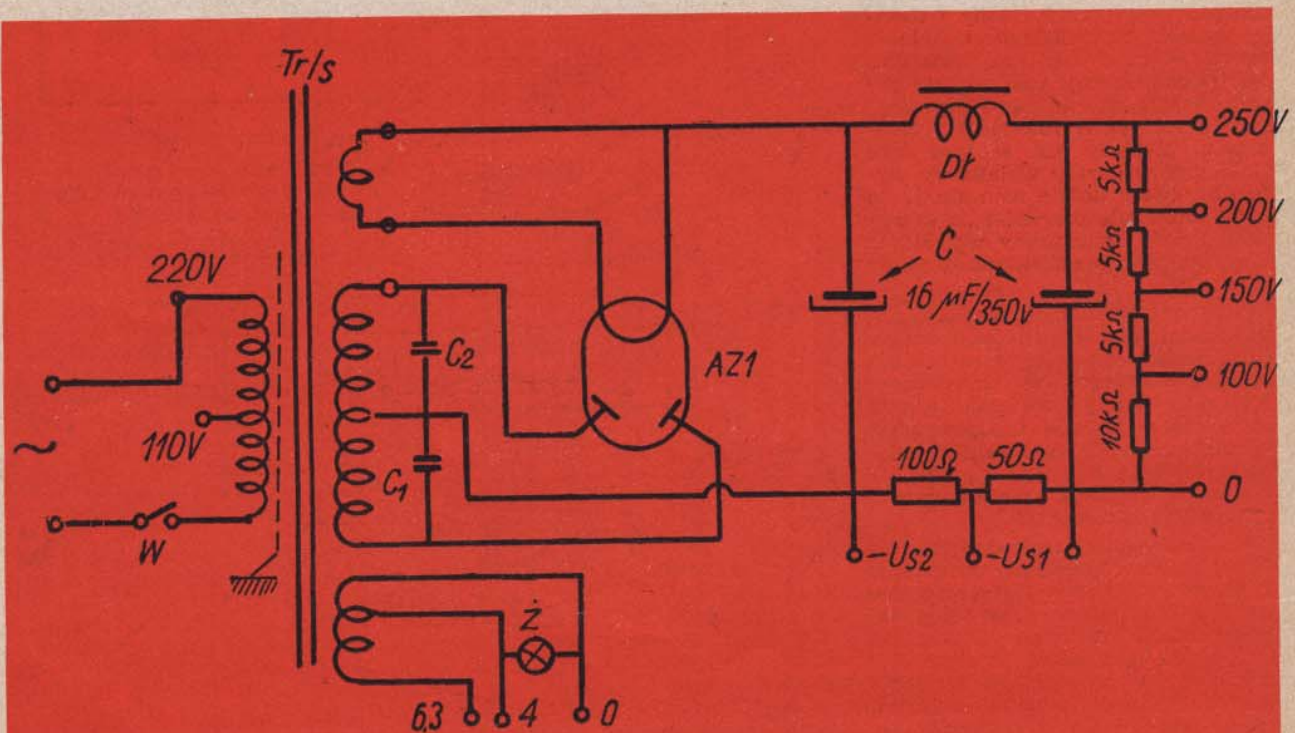 Tr/s
220V
110V
~
W
C2
C1
AZ1
Dł
C
16 μF/350V
5kΩ
5kΩ
5kΩ
10kΩ
250V
200V
150V
100V
0
100Ω
50Ω
-Us2
-Us1
Ż
6,3
4
0